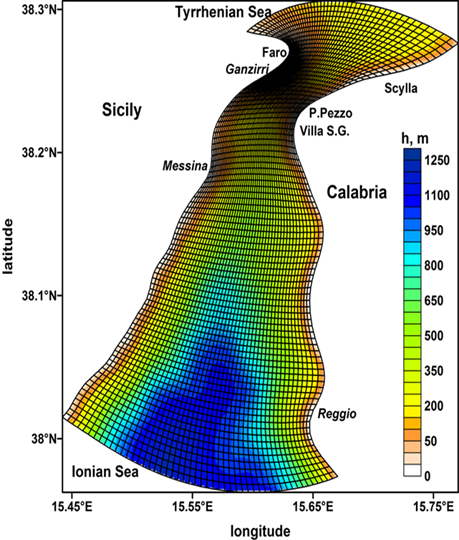 38.3°N
Tyrrhenian Sea
Faro
Ganzirri
Scylla
Sicily
P.Pezzo
Villa S.G.
h, m
38.2°N
1250
Messina
Calabria
1100
950
latitude
800
38.1°N
650
500
350
200
Reggio
50
38°N
Ionian Sea
0
15.45°E
15.55°E
15.65°E
15.75°E
longitude